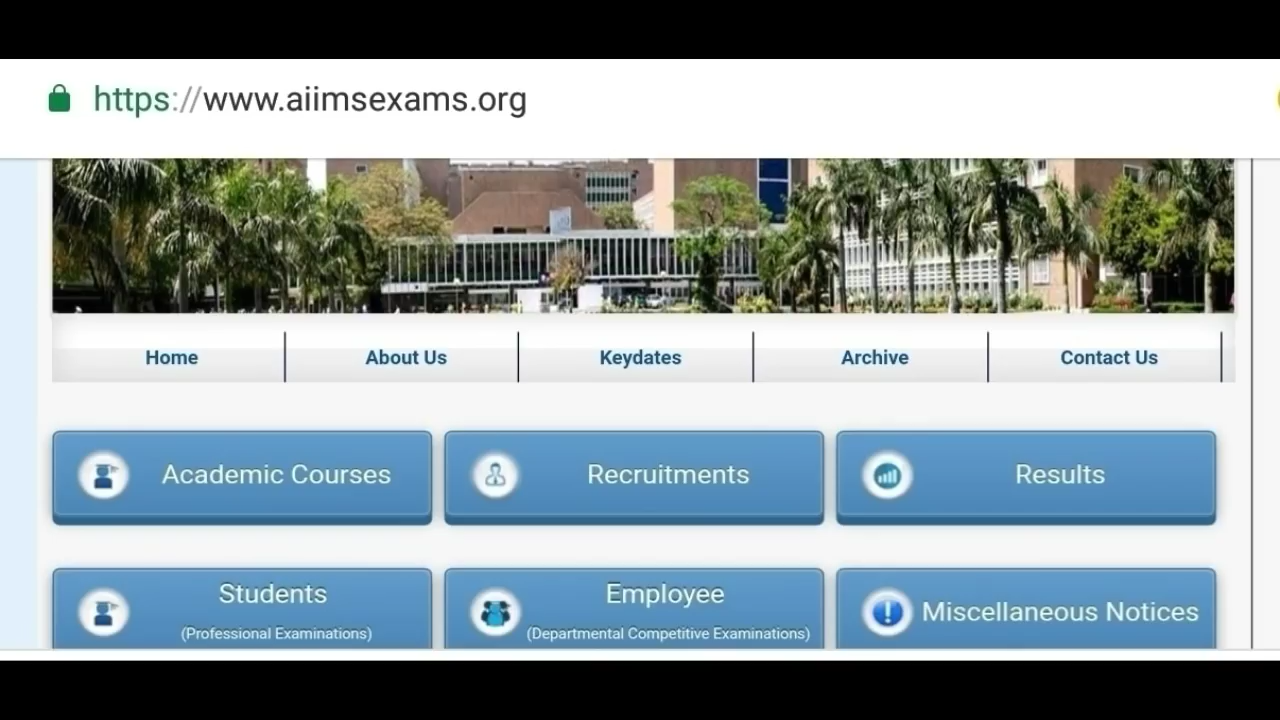 https://www.aiimsexams.org
Home About Us Keydates Archive Contact Us
Academic Courses Recruitments Results
Students Employee Miscellaneous Notices
(Professional Examinations) (Departmental Competitive Examinations)